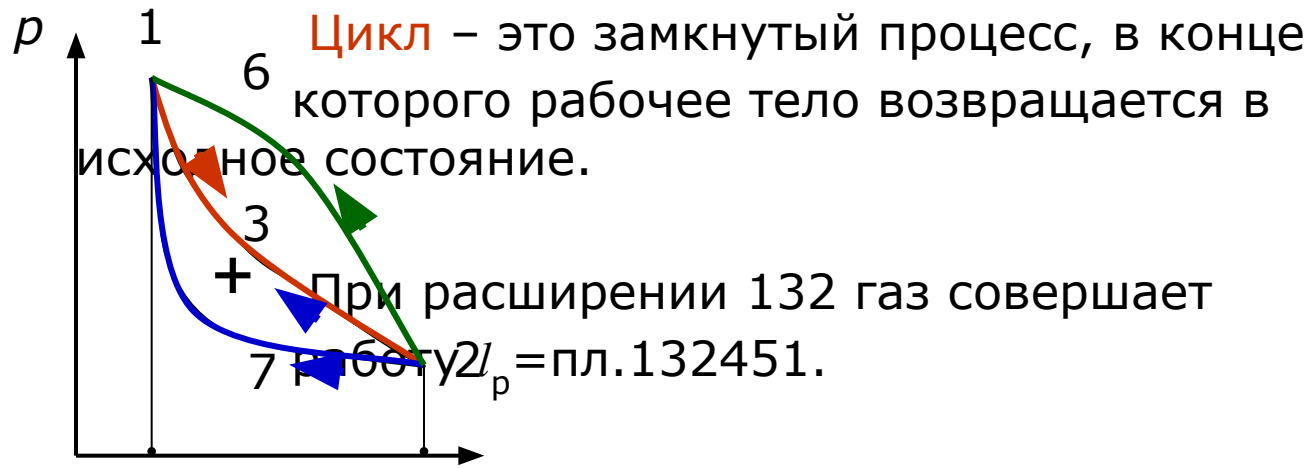 p 1 Цикл – это замкнутый процесс, в конце
6 которого рабочее тело возвращается в
исходное состояние.
3
+
При расширении 132 газ совершает
7 работу 2 lр=пл.132451.